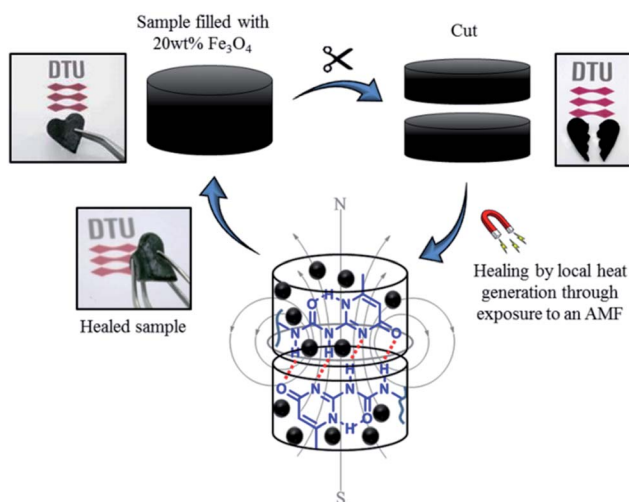 Sample filled with
20wt% Fe₃O₄
Cut
DTU
DTU
N
DTU
Healing by local heat
generation through
exposure to an AMF
Healed sample
H
O
N
N
N
N
N
O
H
H
H
H
O
N
N
N
N
N
O
H
S